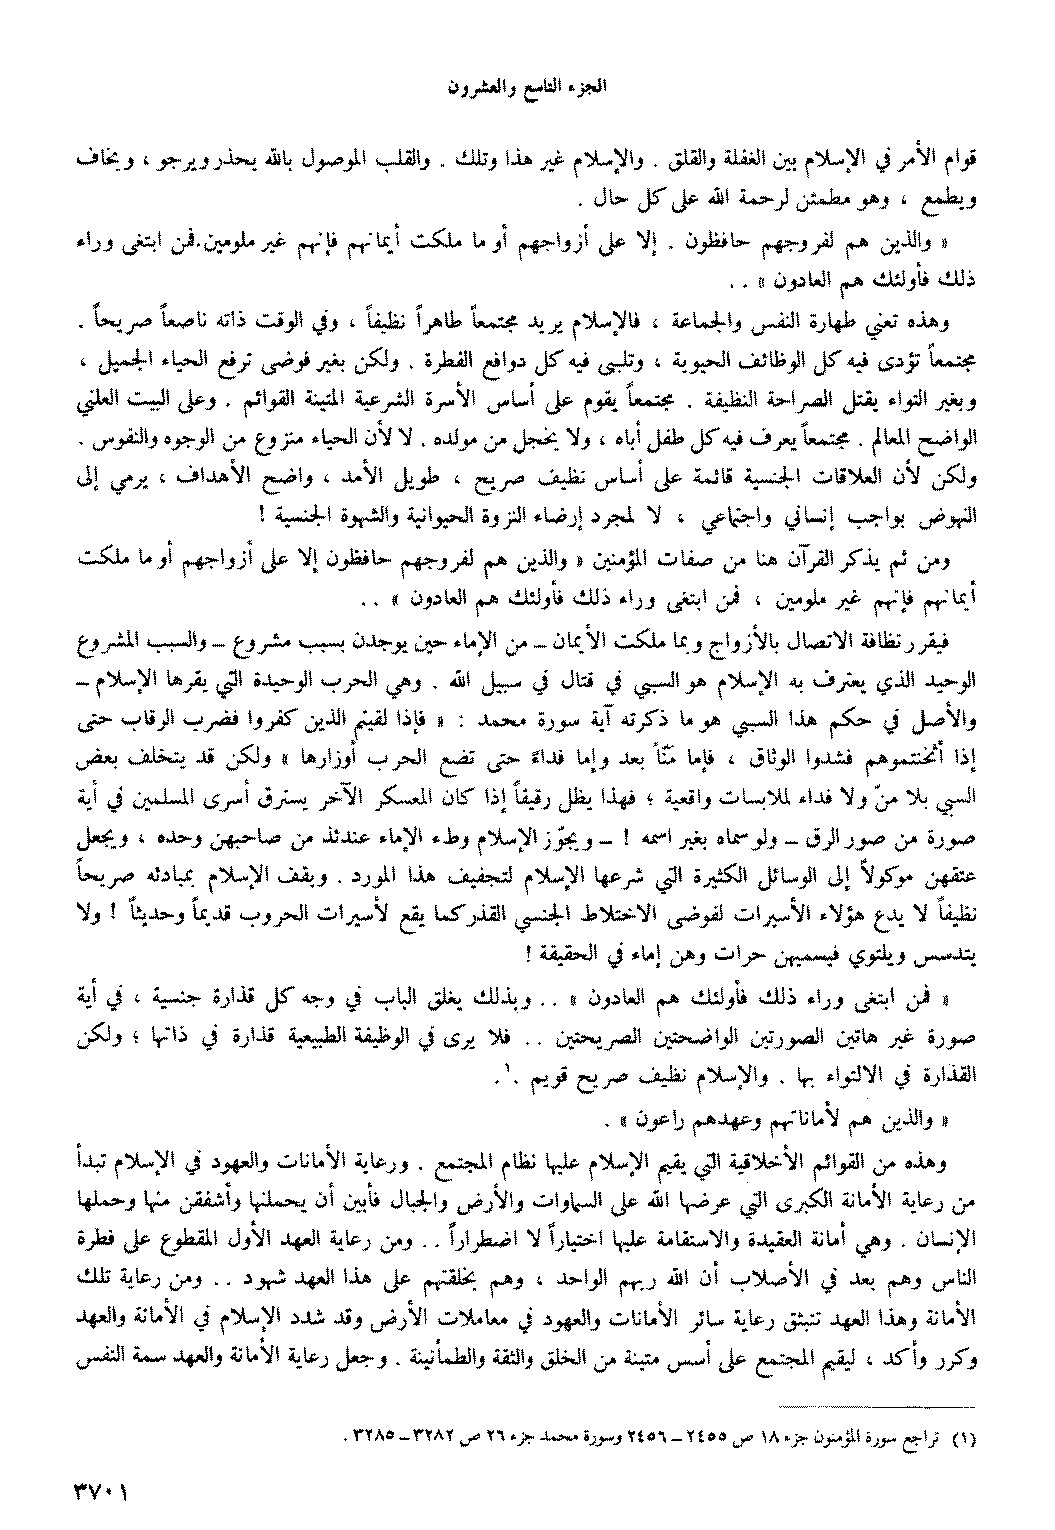 الجزء التاسع والعشرون
قوام الأمر في الإسلام بين الغفلة والقلق . والإسلام غير هذا وتلك . والقلب الموصول بالله يحذر ويرجو ، ويخاف
ويطمع ، وهو مطمئن لرحمة الله على كل حال .
« والذين هم لفروجهم حافظون . إلا على أزواجهم أو ما ملكت أيمانهم فإنهم غير ملومين.فمن ابتغى وراء
ذلك فأولئك هم العادون » . .
وهذه تعني طهارة النفس والجماعة ، فالإسلام يريد مجتمعاً طاهراً نظيفاً ، وفي الوقت ذاته ناصعاً صريحاً .
مجتمعاً تؤدى فيه كل الوظائف الحيوية ، وتلبى فيه كل دوافع الفطرة . ولكن بغير فوضى ترفع الحياء الجميل ،
وبغير التواء يقتل الصراحة النظيفة . مجتمعاً يقوم على أساس الأسرة الشرعية المتينة القوائم . وعلى البيت العلني
الواضح المعالم . مجتمعاً يعرف فيه كل طفل أباه ، ولا يخجل من مولده . لا لأن الحياء منزوع من الوجوه والنفوس .
ولكن لأن العلاقات الجنسية قائمة على أساس نظيف صريح ، طويل الأمد ، واضح الأهداف ، يرمي إلى
النهوض بواجب إنساني واجتماعي ، لا لمجرد إرضاء النزوة الحيوانية والشهوة الجنسية !
ومن ثم يذكر القرآن هنا من صفات المؤمنين « والذين هم لفروجهم حافظون إلا على أزواجهم أو ما ملكت
أيمانهم فإنهم غير ملومين ، فمن ابتغى وراء ذلك فأولئك هم العادون » . .
فيقرر نظافة الاتصال بالأزواج وبما ملكت الأيمان – من الإماء حين يوجدن بسبب مشروع – والسبب المشروع
الوحيد الذي يعترف به الإسلام هو السبي في قتال في سبيل الله . وهي الحرب الوحيدة التي يقرها الإسلام –
والأصل في حكم هذا السبي هو ما ذكرته آية سورة محمد : « فإذا لقيتم الذين كفروا فضرب الرقاب حتى
إذا أثخنتموهم فشدوا الوثاق ، فإما منّاً بعد وإما فداءً حتى تضع الحرب أوزارها » ولكن قد يتخلف بعض
السبي بلا منّ ولا فداء لملابسات واقعية ؛ فهذا يظل رقيقاً إذا كان المعسكر الآخر يسترق أسرى المسلمين في أية
صورة من صور الرق – ولو سماه بغير اسمه ! – ويجوّز الإسلام وطء الإماء عندئذ من صاحبهن وحده ، ويجعل
عتقهن موكولاً إلى الوسائل الكثيرة التي شرعها الإسلام لتجفيف هذا المورد . ويقف الإسلام بمبادئه صريحاً
نظيفاً لا يدع هؤلاء الأسيرات لفوضى الاختلاط الجنسي القذر كما يقع لأسيرات الحروب قديماً وحديثاً ! ولا
يتدسس ويلتوي فيسميهن حرات وهن إماء في الحقيقة !
« فمن ابتغى وراء ذلك فأولئك هم العادون » . . وبذلك يغلق الباب في وجه كل قذارة جنسية ، في أية
صورة غير هاتين الصورتين الواضحتين الصريحتين . . فلا يرى في الوظيفة الطبيعية قذارة في ذاتها ؛ ولكن
القذارة في الالتواء بها . والإسلام نظيف صريح قويم .١.
« والذين هم لأماناتهم وعهدهم راعون » .
وهذه من القوائم الأخلاقية التي يقيم الإسلام عليها نظام المجتمع . ورعاية الأمانات والعهود في الإسلام تبدأ
من رعاية الأمانة الكبرى التي عرضها الله على السماوات والأرض والجبال فأبين أن يحملنها وأشفقن منها وحملها
الإنسان . وهي أمانة العقيدة والاستقامة عليها اختياراً لا اضطراراً . . ومن رعاية العهد الأول المقطوع على فطرة
الناس وهم بعد في الأصلاب أن الله ربهم الواحد ، وهم بخلقتهم على هذا العهد شهود . . ومن رعاية تلك
الأمانة وهذا العهد تنبثق رعاية سائر الأمانات والعهود في معاملات الأرض وقد شدد الإسلام في الأمانة والعهد
وكرر وأكد ، ليقيم المجتمع على أسس متينة من الخلق والثقة والطمأنينة . وجعل رعاية الأمانة والعهد سمة النفس
(١) تراجع سورة المؤمنون جزء ١٨ ص ٢٤٥٥ – ٢٤٥٦ وسورة محمد جزء ٢٦ ص ٣٢٨٢ – ٣٢٨٥ .
٣٧٠١